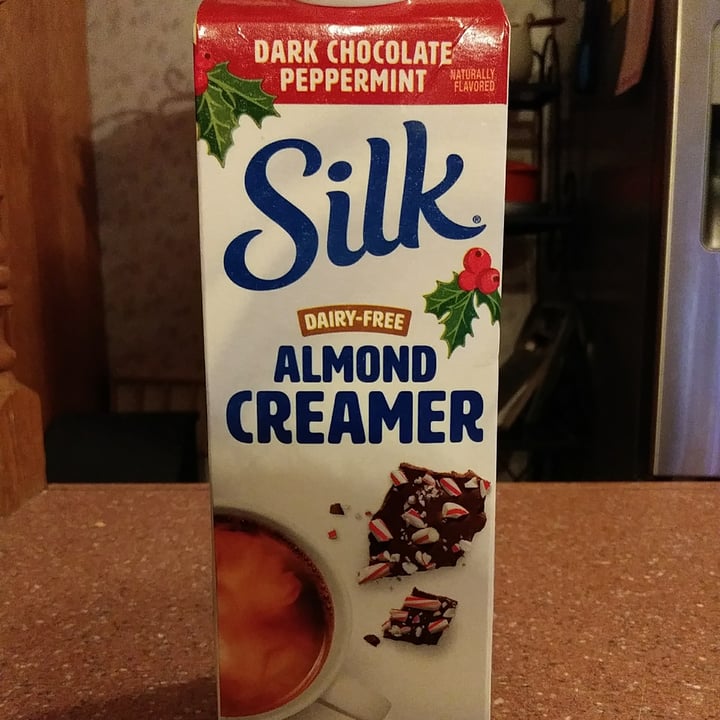 DARK CHOCOLATE
PEPPERMINT
NATURALLY
FLAVORED
Silk®
DAIRY-FREE
ALMOND
CREAMER